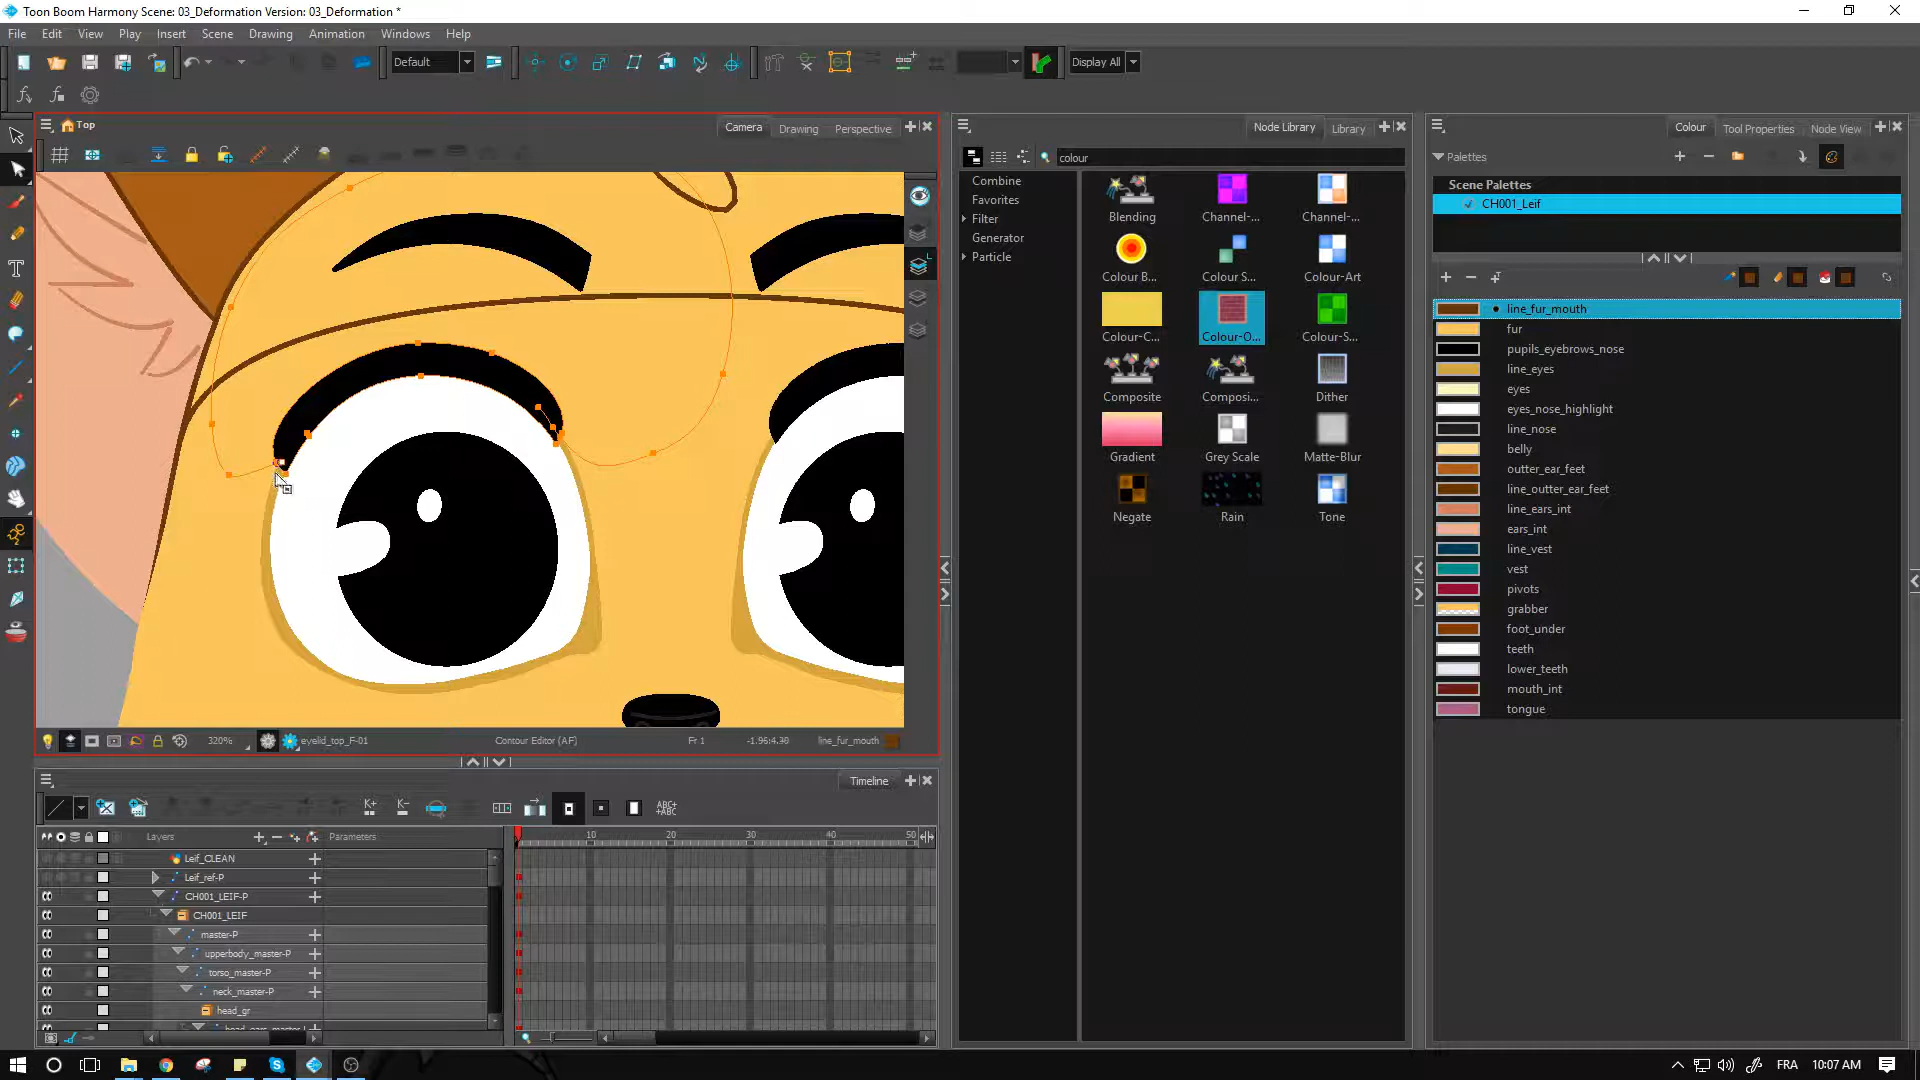 Toon Boom Harmony Scene: 03_Deformation Version: 03_Deformation *
File Edit View Play Insert Scene Drawing Animation Windows Help
Default
Display All
Top
Camera Drawing Perspective
320%
eyelid_top_F-01
Contour Editor (AF)
Fr 1
-1.96:4.30
line_fur_mouth
Timeline
K+ K-
ABC+
+ABC
Layers
Parameters
10 20 30 40 50
Leif_CLEAN
Leif_ref-P
CH001_LEIF-P
CH001_LEIF
master-P
upperbody_master-P
torso_master-P
neck_master-P
head_gr
Node Library Library
colour
Combine
Favorites
Filter
Generator
Particle
Blending Channel-... Channel-...
Colour B... Colour S... Colour-Art
Colour-C... Colour-O... Colour-S...
Composite Composi... Dither
Gradient Grey Scale Matte-Blur
Negate Rain Tone
Colour Tool Properties Node View
Palettes
Scene Palettes
CH001_Leif
line_fur_mouth
fur
pupils_eyebrows_nose
line_eyes
eyes
eyes_nose_highlight
line_nose
belly
outter_ear_feet
line_outter_ear_feet
line_ears_int
ears_int
line_vest
vest
pivots
grabber
foot_under
teeth
lower_teeth
mouth_int
tongue
FRA
10:07 AM